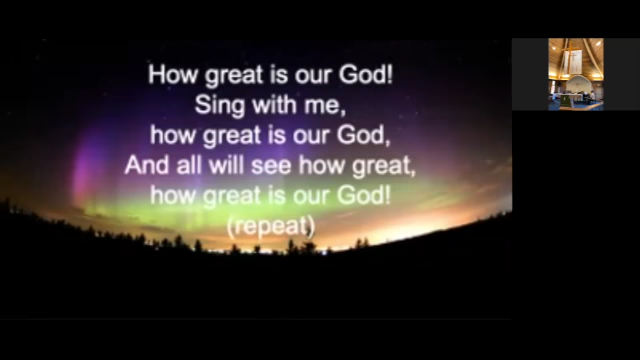 How great is our God!
Sing with me,
how great is our God,
And all will see how great,
how great is our God!
(repeat)